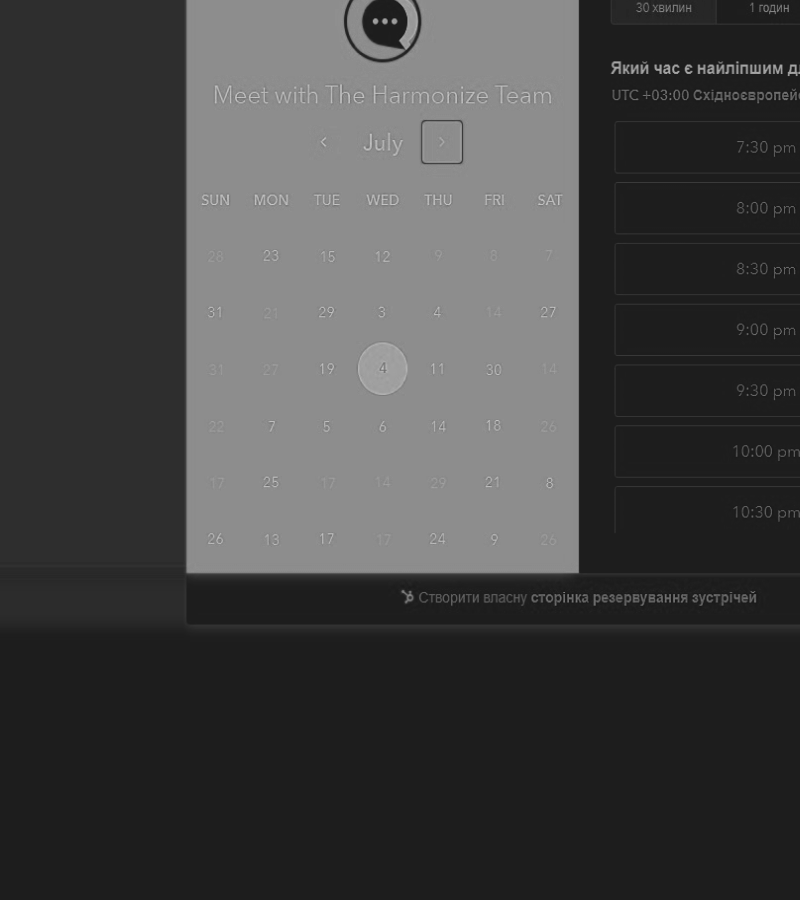 Meet with The Harmonize Team
July
SUN MON TUE WED THU FRI SAT
28 23 15 12 9 8 7
31 21 29 3 4 14 27
31 27 19 4 11 30 14
22 7 5 6 14 18 26
17 25 17 14 29 21 8
26 13 17 17 24 9 26
30 хвилин 1 годин
Який час є найліпшим
UTC +03:00 Східноєвропей
7:30 pm
8:00 pm
8:30 pm
9:00 pm
9:30 pm
10:00 pm
10:30 pm
Створити власну сторінка резервування зустрічей